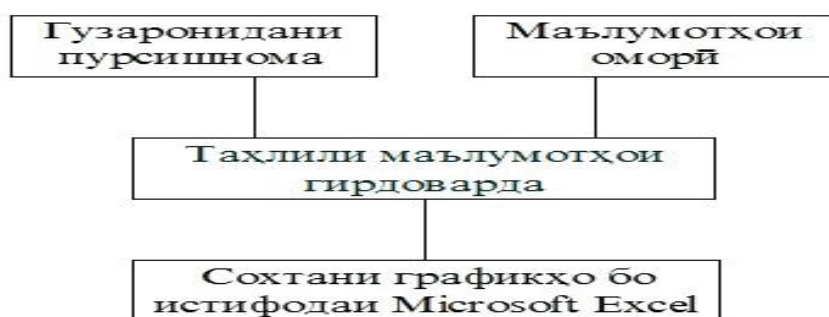 Гузаронидани
пурсишнома
Маълумотҳои
оморӣ
Таҳлили маълумотҳои
гирдоварда
Сохтани графикҳо бо
истифодаи Microsoft Excel